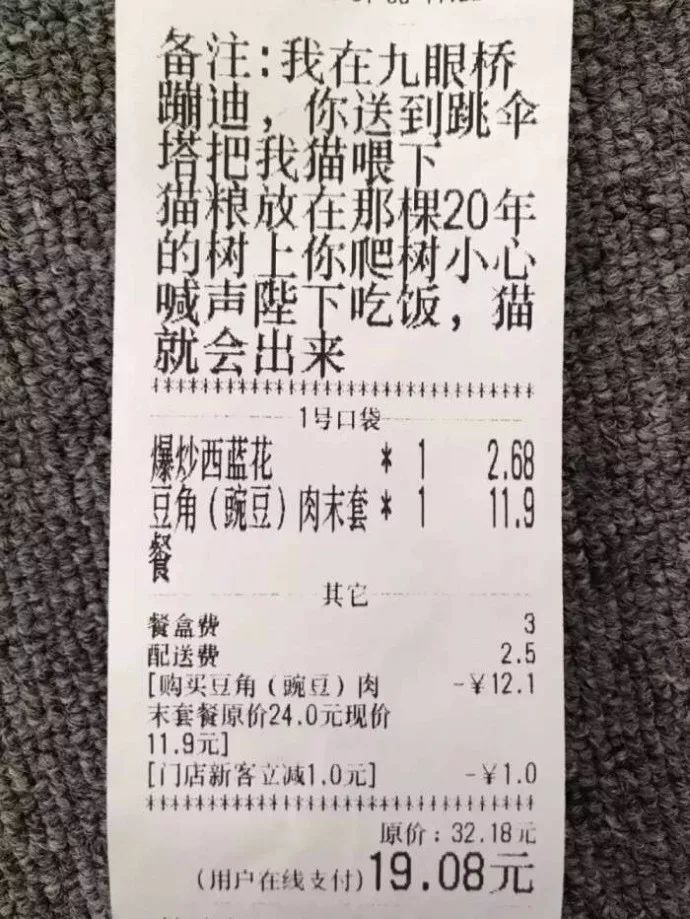 备注:我在九眼桥
蹦迪，你送到跳伞
塔把我猫喂下
猫粮放在那棵20年
的树上你爬树小心
喊声陛下吃饭，猫
就会出来
********************************
1号口袋
爆炒西蓝花 * 1 2.68
豆角（豌豆）肉末套 * 1 11.9
餐
其它
餐盒费 3
配送费 2.5
[购买豆角（豌豆）肉 -￥12.1
末套餐原价24.0元现价
11.9元]
[门店新客立减1.0元] -￥1.0
********************************
原价：32.18元
(用户在线支付)19.08元